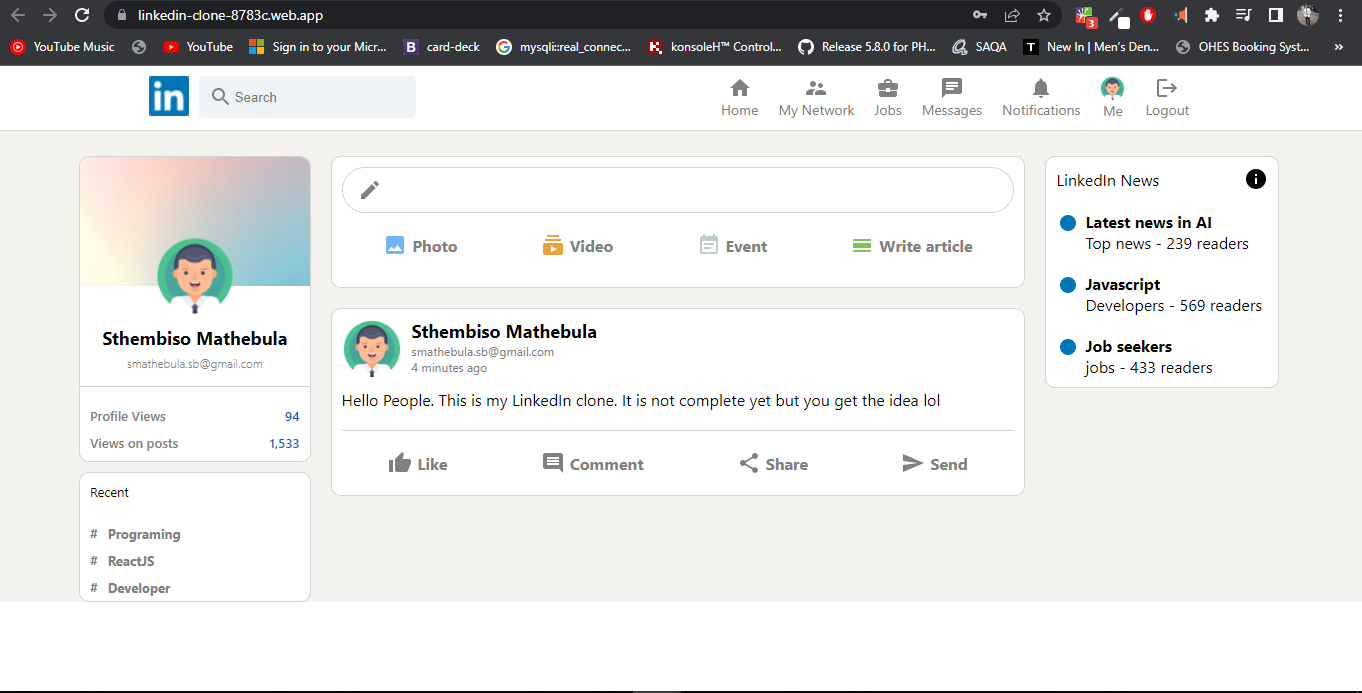 linkedin-clone-8783c.web.app
3
YouTube Music
YouTube
Sign in to your Micr...
B card-deck
mysqli::real_connec...
konsoleH™ Control...
Release 5.8.0 for PH...
SAQA
T New In | Men's Den...
OHES Booking Syst...
»
in
Search
Home
My Network
Jobs
Messages
Notifications
Me
Logout
Sthembiso Mathebula
smathebula.sb@gmail.com
Profile Views 94
Views on posts 1,533
Recent
# Programing
# ReactJS
# Developer
Photo
Video
Event
Write article
Sthembiso Mathebula
smathebula.sb@gmail.com
4 minutes ago
Hello People. This is my LinkedIn clone. It is not complete yet but you get the idea lol
Like
Comment
Share
Send
LinkedIn News
Latest news in AI
Top news - 239 readers
Javascript
Developers - 569 readers
Job seekers
jobs - 433 readers